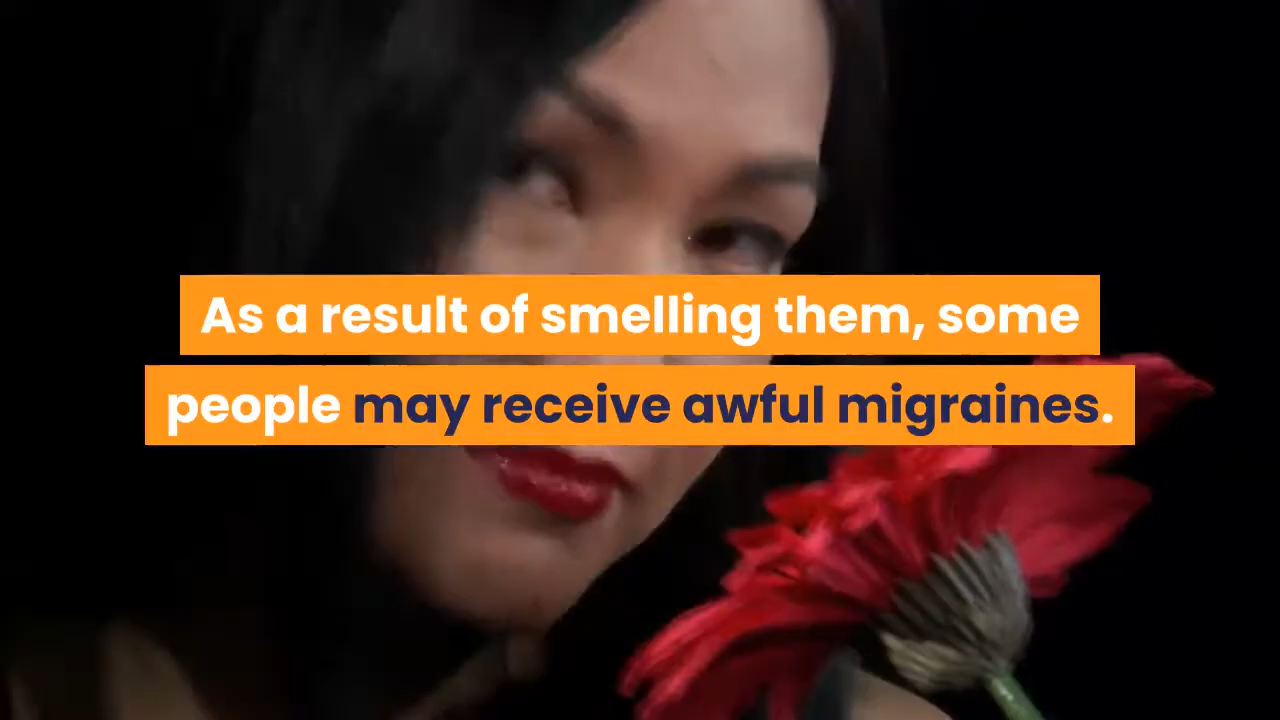 As a result of smelling them, some
people may receive awful migraines.